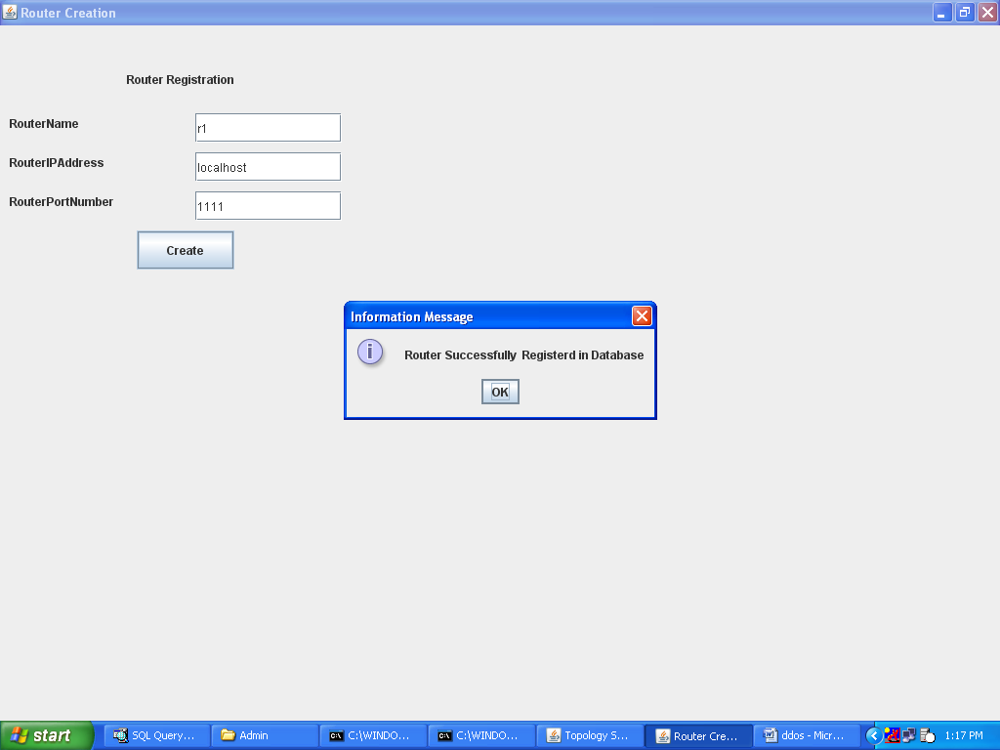 Router Creation
Router Registration
RouterName
r1
RouterIPAddress
localhost
RouterPortNumber
1111
Create
Information Message
i
Router Successfully Registerd in Database
OK
start
SQL Query...
Admin
C:\WINDO...
C:\WINDO...
Topology S...
Router Cre...
ddos - Micr...
1:17 PM